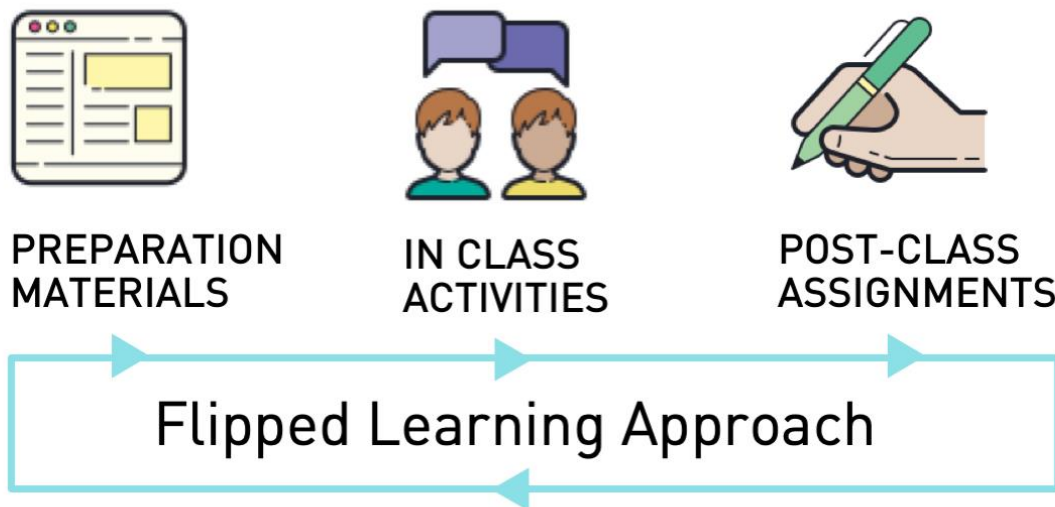 PREPARATION
MATERIALS
IN CLASS
ACTIVITIES
POST-CLASS
ASSIGNMENTS
Flipped Learning Approach